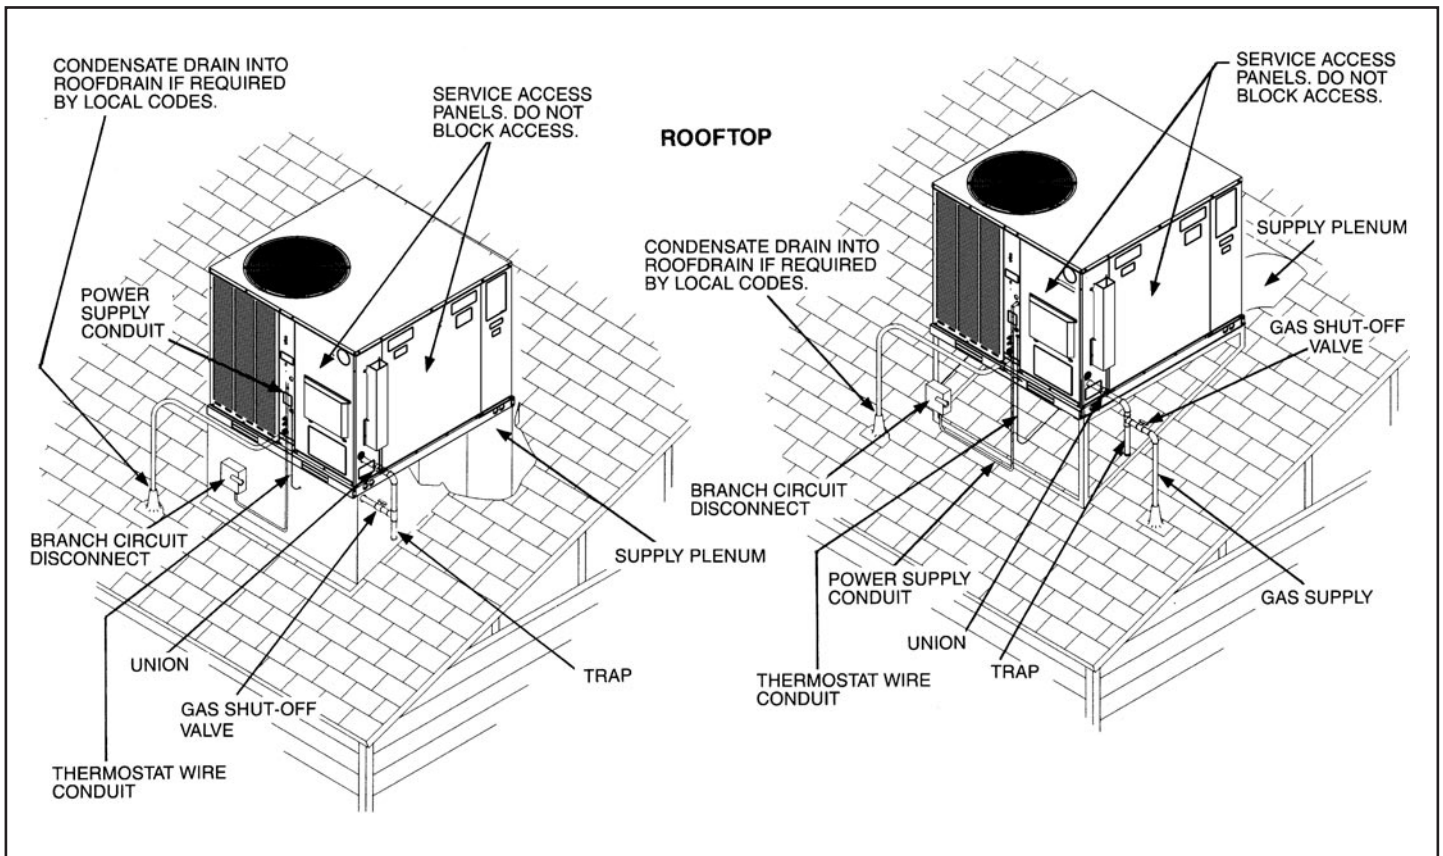 CONDENSATE DRAIN INTO
ROOFDRAIN IF REQUIRED
BY LOCAL CODES.
SERVICE ACCESS
PANELS. DO NOT
BLOCK ACCESS.
POWER
SUPPLY
CONDUIT
BRANCH CIRCUIT
DISCONNECT
SUPPLY PLENUM
UNION
TRAP
GAS SHUT-OFF
VALVE
THERMOSTAT WIRE
CONDUIT
ROOFTOP
SERVICE ACCESS
PANELS. DO NOT
BLOCK ACCESS.
SUPPLY PLENUM
CONDENSATE DRAIN INTO
ROOFDRAIN IF REQUIRED
BY LOCAL CODES.
GAS SHUT-OFF
VALVE
BRANCH CIRCUIT
DISCONNECT
POWER SUPPLY
CONDUIT
GAS SUPPLY
UNION
TRAP
THERMOSTAT WIRE
CONDUIT